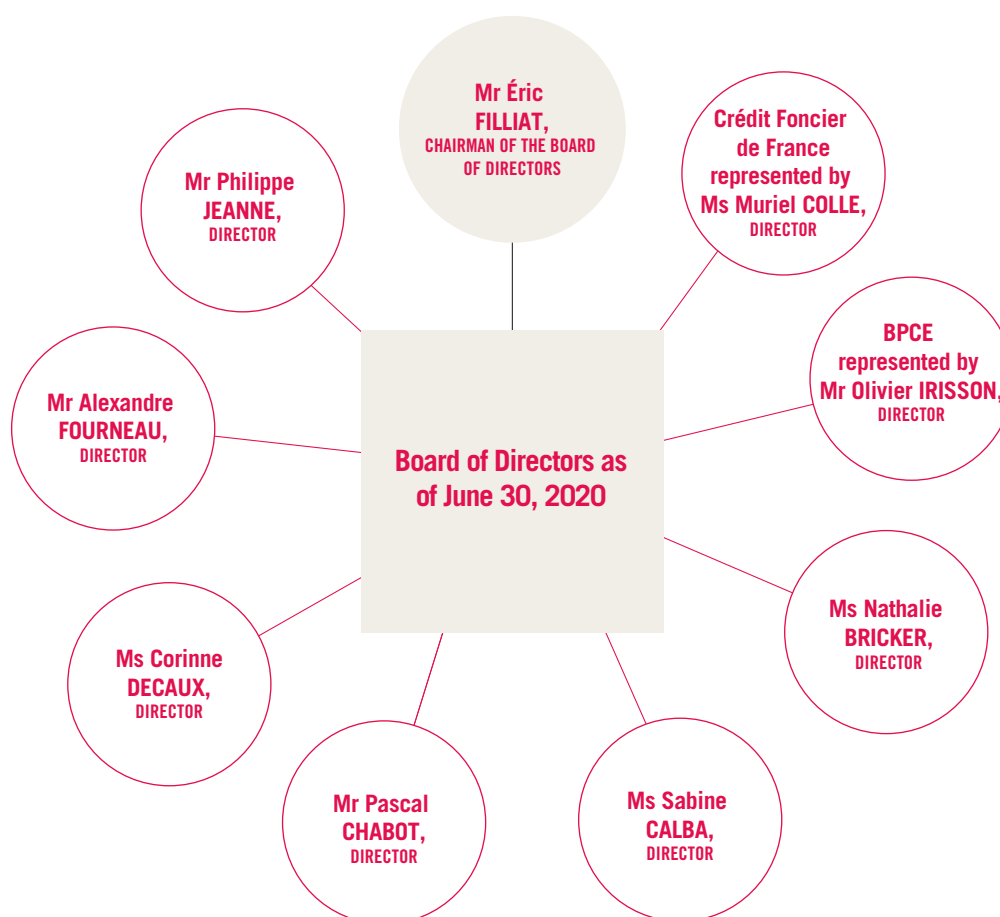 Mr Éric
FILLIAT,
CHAIRMAN OF THE BOARD
OF DIRECTORS
Crédit Foncier
de France
represented by
Ms Muriel COLLE,
DIRECTOR
BPCE
represented by
Mr Olivier IRISSON,
DIRECTOR
Ms Nathalie
BRICKER,
DIRECTOR
Ms Sabine
CALBA,
DIRECTOR
Mr Pascal
CHABOT,
DIRECTOR
Ms Corinne
DECAUX,
DIRECTOR
Mr Alexandre
FOURNEAU,
DIRECTOR
Mr Philippe
JEANNE,
DIRECTOR
Board of Directors as
of June 30, 2020